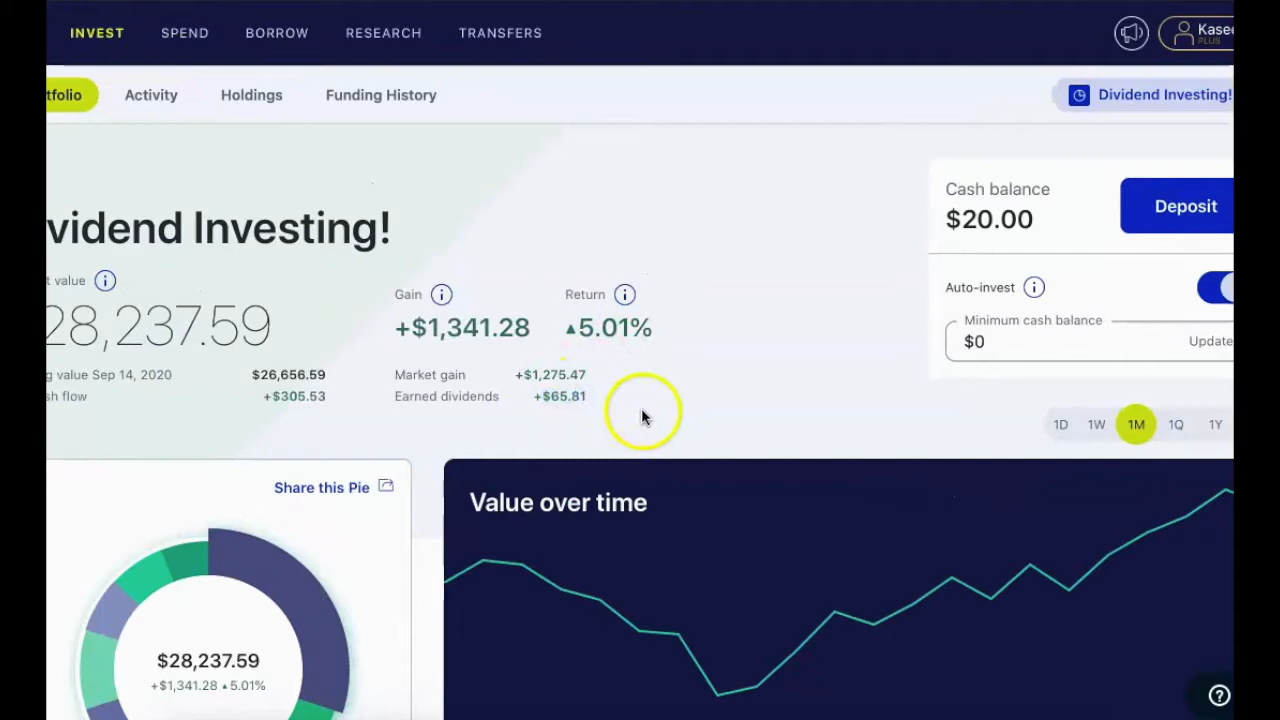 INVEST SPEND BORROW RESEARCH TRANSFERS
Kasee
PLUS
tfolio Activity Holdings Funding History Dividend Investing!
vidend Investing!
Cash balance
$20.00
Deposit
t value
28,237.59
Gain
+$1,341.28
Return
▲5.01%
g value Sep 14, 2020 $26,656.59
sh flow +$305.53
Market gain +$1,275.47
Earned dividends +$65.81
Auto-invest
Minimum cash balance
$0 Update
1D 1W 1M 1Q 1Y
Share this Pie
$28,237.59
+$1,341.28 ▲ 5.01%
Value over time